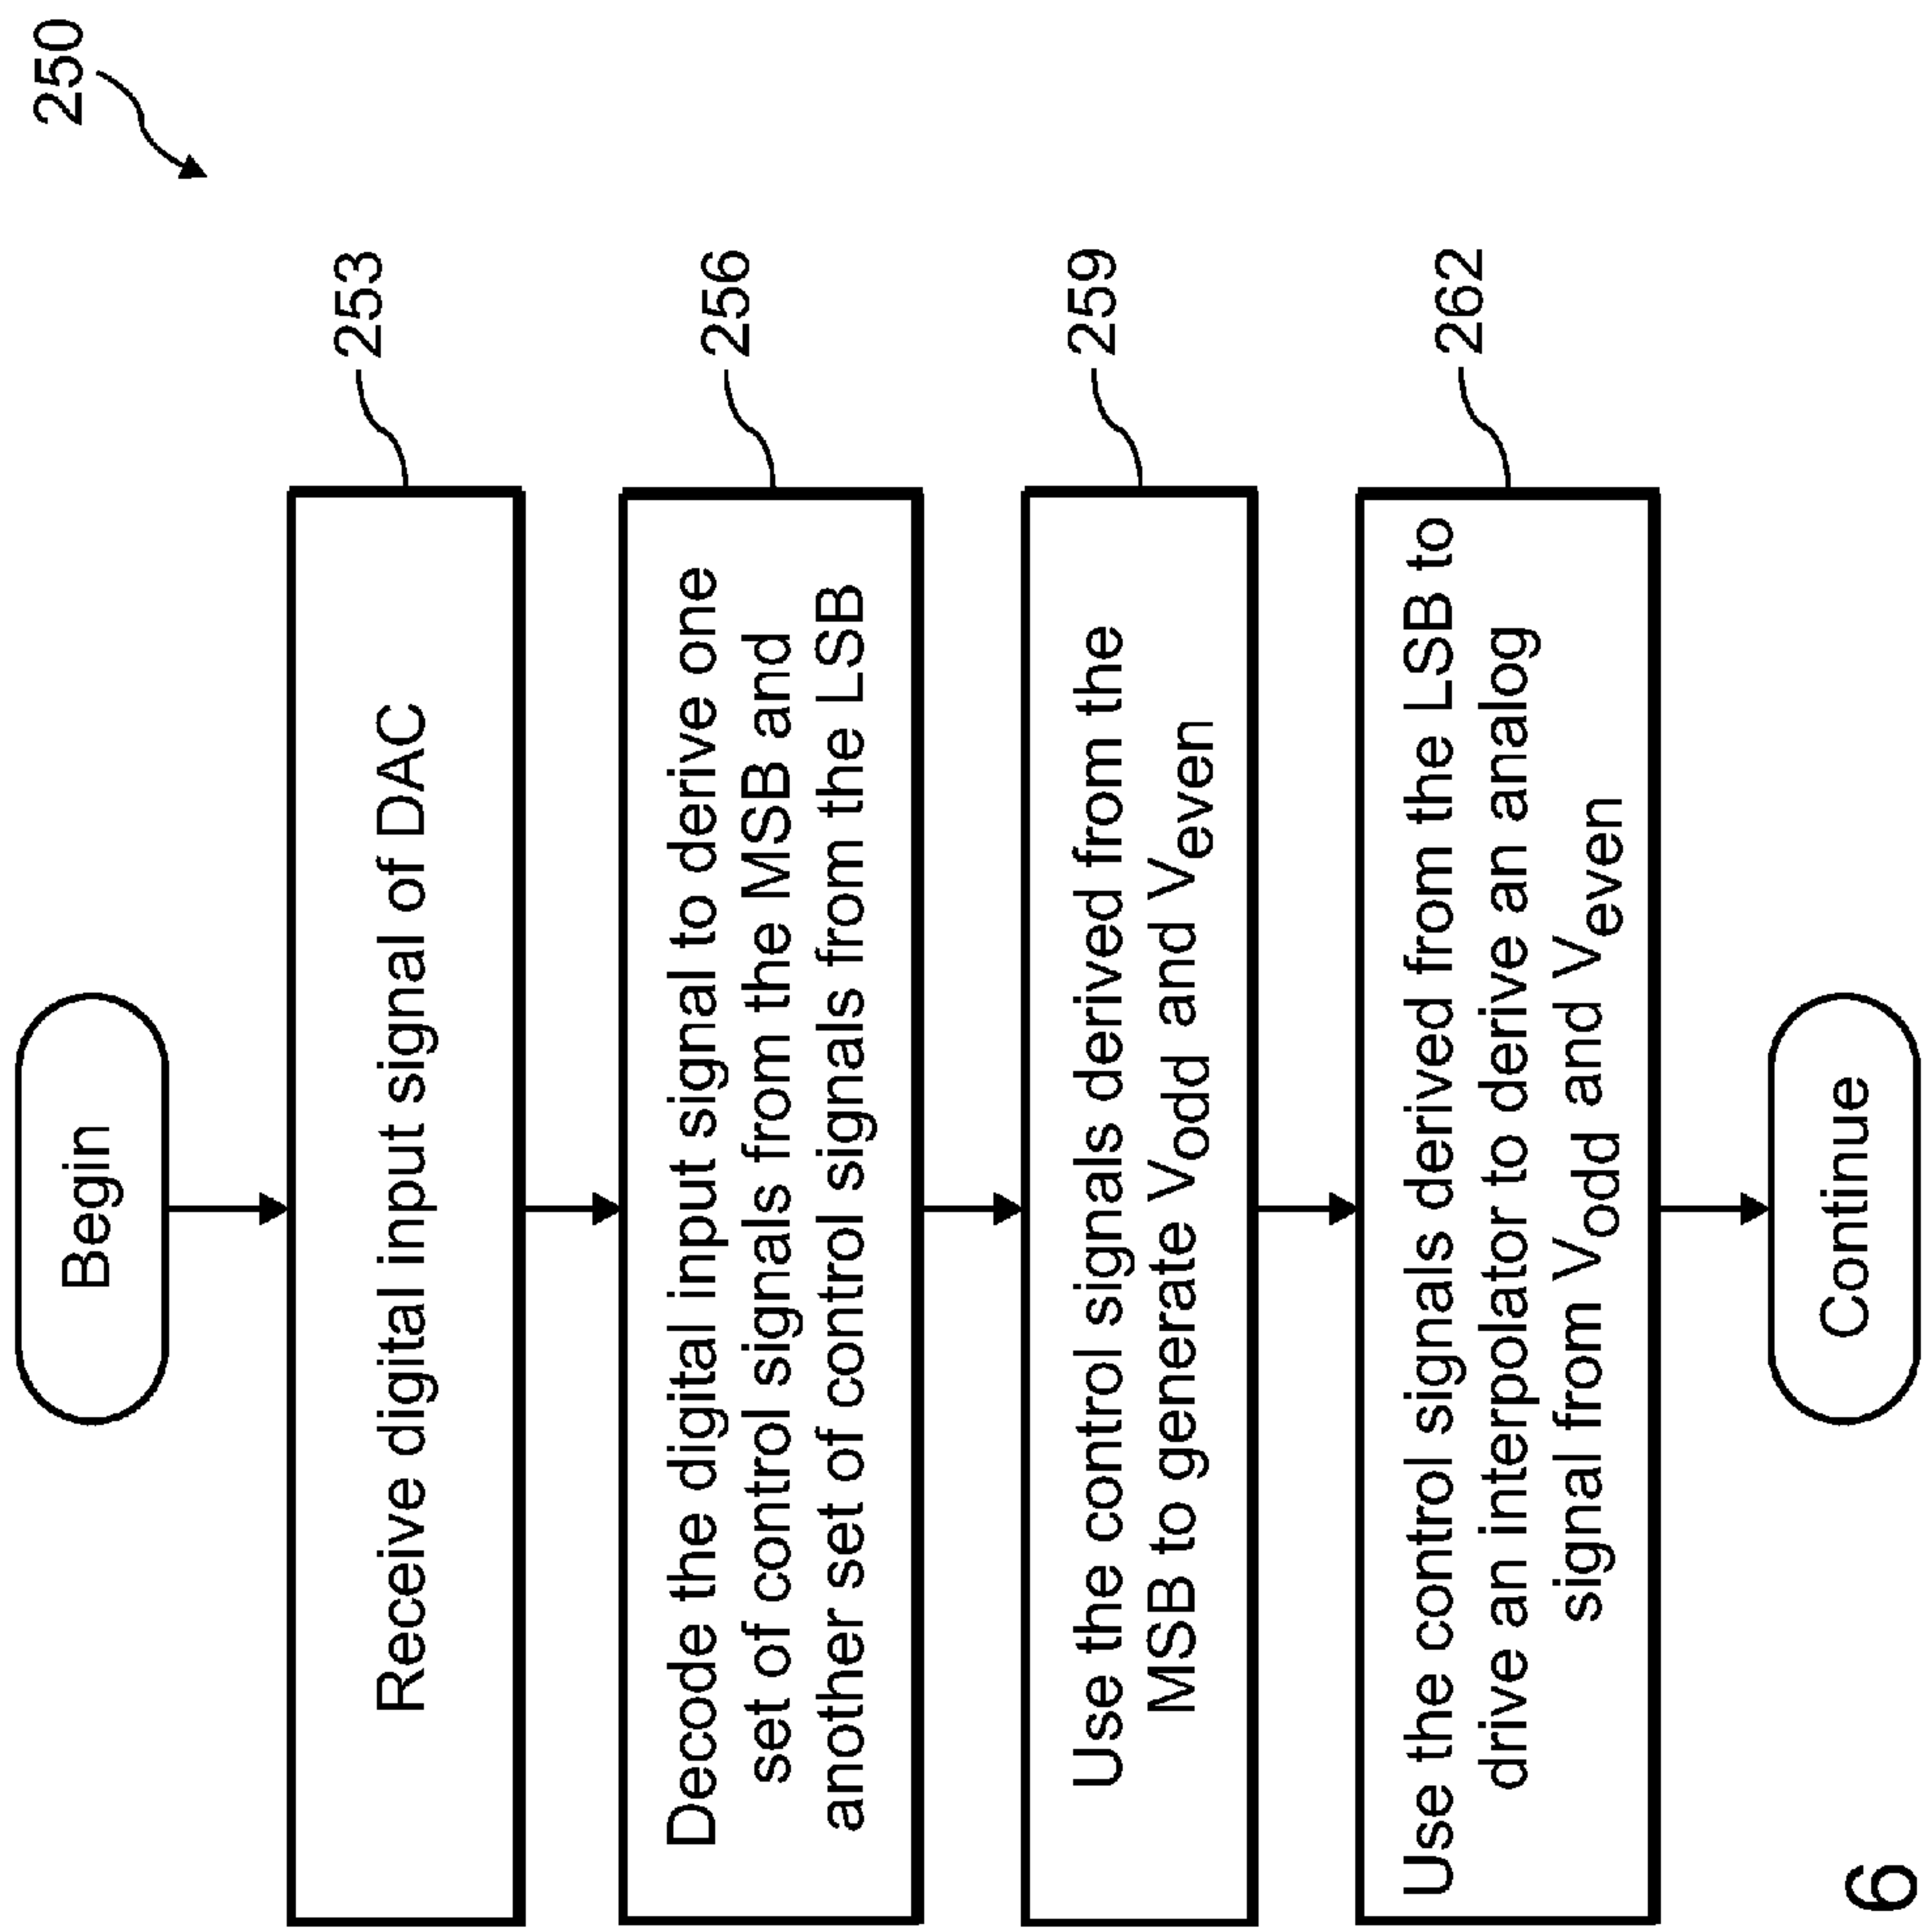 250
Begin
Receive digital input signal of DAC
253
Decode the digital input signal to derive one
set of control signals from the MSB and
another set of control signals from the LSB
256
Use the control signals derived from the
MSB to generate Vodd and Veven
259
Use the control signals derived from the LSB to
drive an interpolator to derive an analog
signal from Vodd and Veven
262
Continue
6